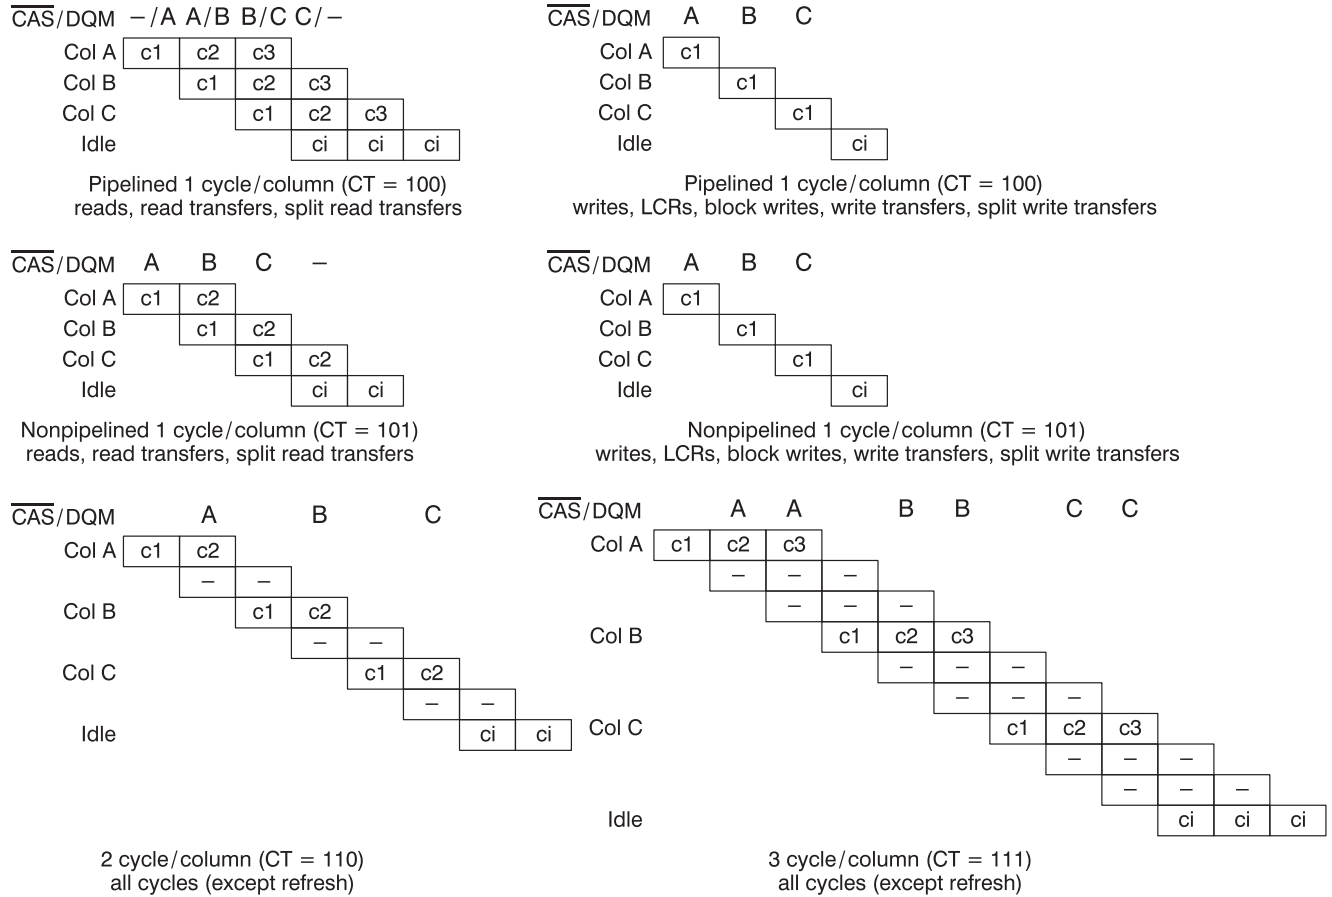 CAS/DQM –/A A/B B/C C/–
Col A c1 c2 c3
Col B c1 c2 c3
Col C c1 c2 c3
Idle ci ci ci
Pipelined 1 cycle/column (CT = 100)
reads, read transfers, split read transfers
CAS/DQM A B C
Col A c1
Col B c1
Col C c1
Idle ci
Pipelined 1 cycle/column (CT = 100)
writes, LCRs, block writes, write transfers, split write transfers
CAS/DQM A B C –
Col A c1 c2
Col B c1 c2
Col C c1 c2
Idle ci ci
Nonpipelined 1 cycle/column (CT = 101)
reads, read transfers, split read transfers
CAS/DQM A B C
Col A c1
Col B c1
Col C c1
Idle ci
Nonpipelined 1 cycle/column (CT = 101)
writes, LCRs, block writes, write transfers, split write transfers
CAS/DQM A B C
Col A c1 c2
– –
Col B c1 c2
– –
Col C c1 c2
– –
Idle ci ci
2 cycle/column (CT = 110)
all cycles (except refresh)
CAS/DQM A A B B C C
Col A c1 c2 c3
– – –
– – –
Col B c1 c2 c3
– – –
– – –
Col C c1 c2 c3
– – –
– – –
Idle ci ci ci
3 cycle/column (CT = 111)
all cycles (except refresh)